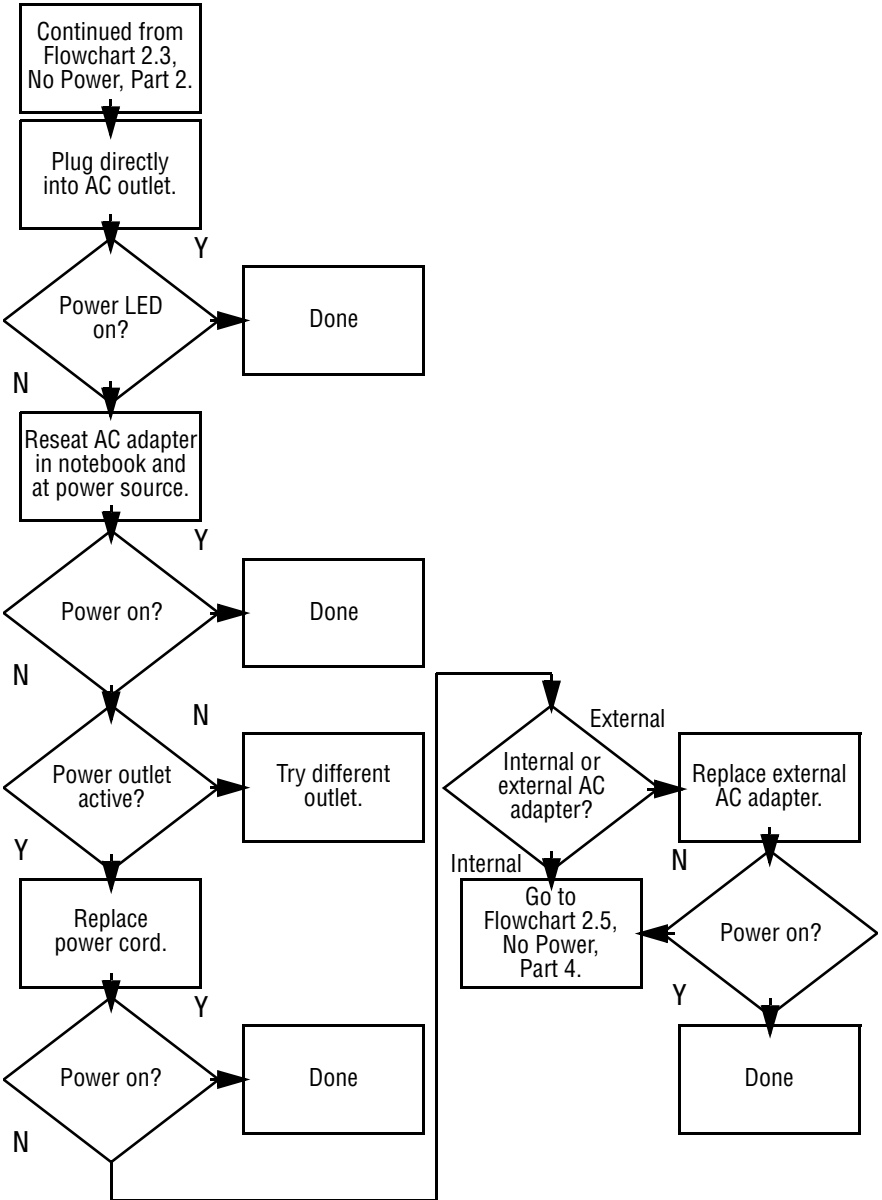 Continued from
Flowchart 2.3,
No Power, Part 2.
Plug directly
into AC outlet.
Y
Power LED
on?
Done
N
Reseat AC adapter
in notebook and
at power source.
Y
Power on?
Done
N
N
Power outlet
active?
Try different
outlet.
Y
Replace
power cord.
Y
Power on?
Done
N
External
Internal or
external AC
adapter?
Replace external
AC adapter.
Internal
N
Go to
Flowchart 2.5,
No Power,
Part 4.
Power on?
Y
Done